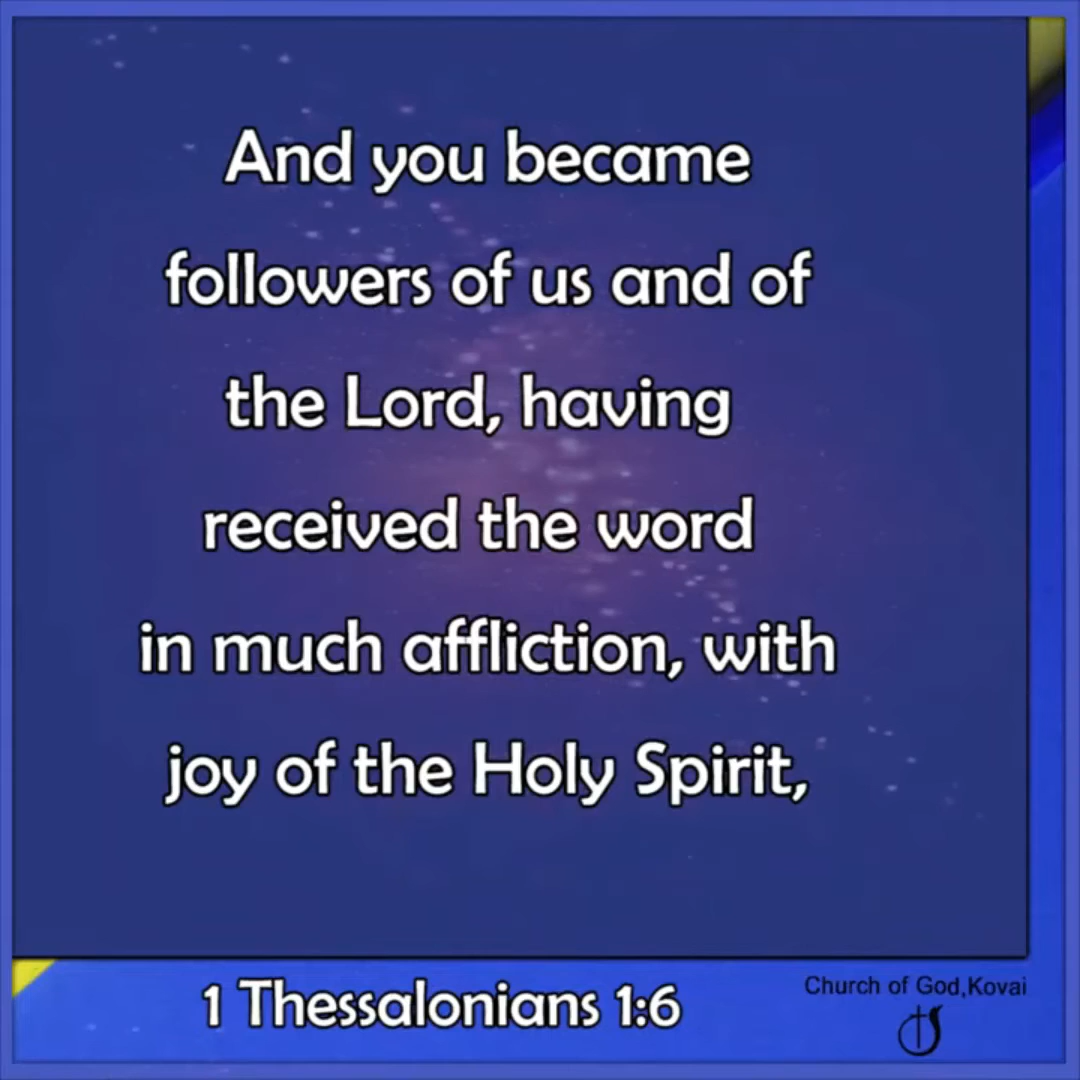 And you became
followers of us and of
the Lord, having
received the word
in much affliction, with
joy of the Holy Spirit,
1 Thessalonians 1:6
Church of God,Kovai